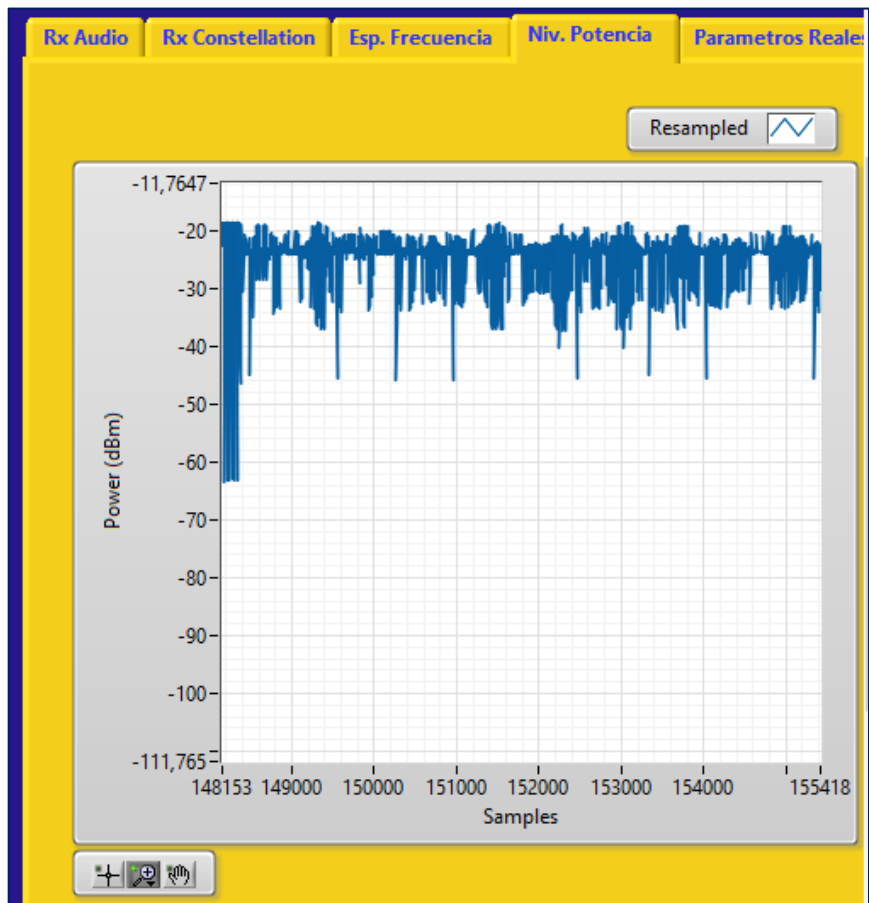 Rx Audio
Rx Constellation
Esp. Frecuencia
Niv. Potencia
Parametros Reales
Resampled
-11,7647
-20
-30
-40
-50
-60
-70
-80
-90
-100
-111,765
Power (dBm)
148153 149000 150000 151000 152000 153000 154000 155418
Samples